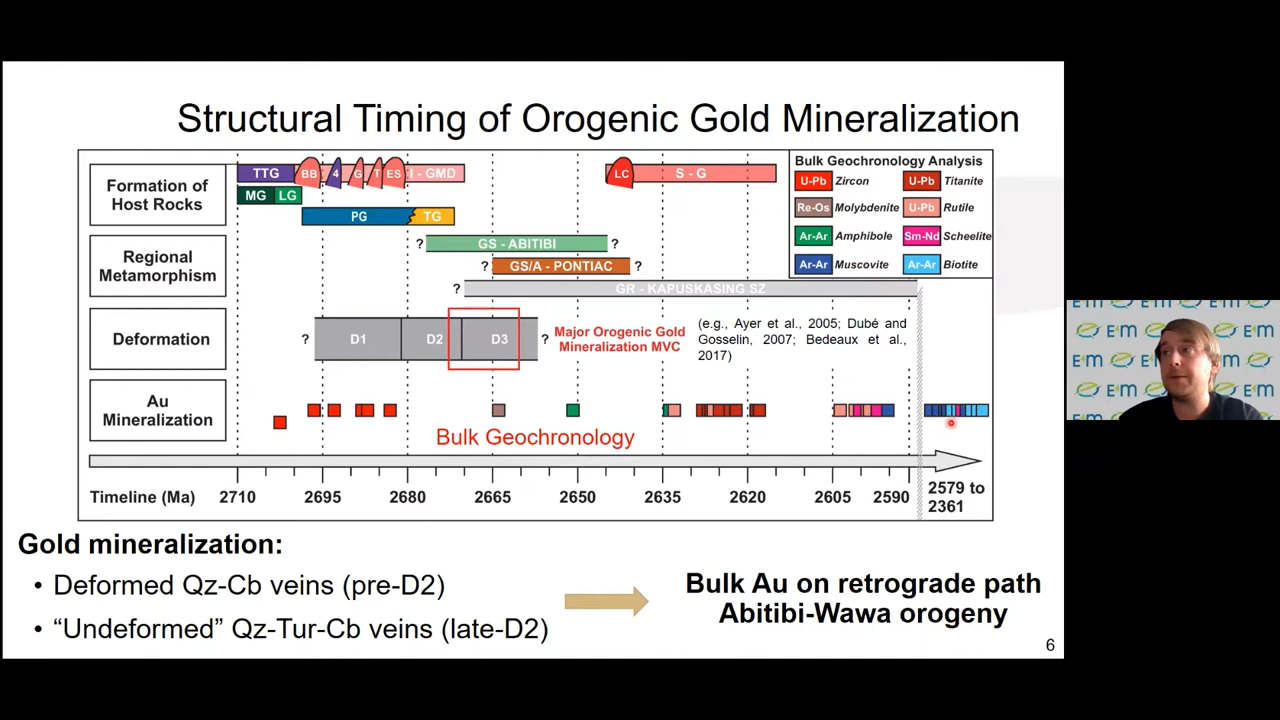 Structural Timing of Orogenic Gold Mineralization
Formation of
Host Rocks
TTG
BB
4
G
T
ES
I - GMD
LC
S - G
MG
LG
PG
TG
Bulk Geochronology Analysis
U-Pb Zircon
U-Pb Titanite
Re-Os Molybdenite
U-Pb Rutile
Ar-Ar Amphibole
Sm-Nd Scheelite
Ar-Ar Muscovite
Ar-Ar Biotite
Regional
Metamorphism
? GS - ABITIBI ?
? GS/A - PONTIAC ?
? GR - KAPUSKASING SZ
Deformation
? D1 D2 D3 ?
Major Orogenic Gold
Mineralization MVC
(e.g., Ayer et al., 2005; Dubé and
Gosselin, 2007; Bedeaux et al.,
2017)
Au
Mineralization
Bulk Geochronology
Timeline (Ma) 2710 2695 2680 2665 2650 2635 2620 2605 2590
2579 to
2361
Gold mineralization:
• Deformed Qz-Cb veins (pre-D2)
• “Undeformed” Qz-Tur-Cb veins (late-D2)
Bulk Au on retrograde path
Abitibi-Wawa orogeny
6